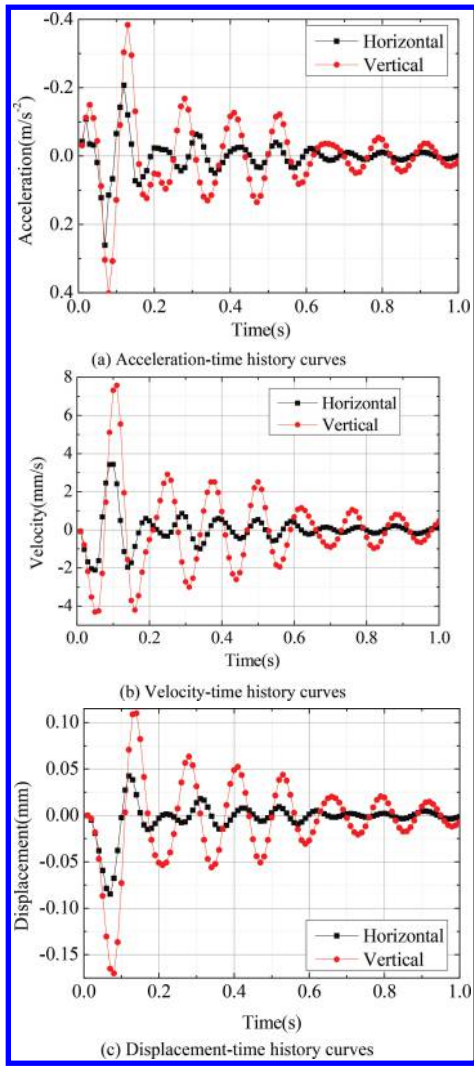 -0.4
-0.2
0.0
0.2
0.4
Acceleration(m/s⁻²)
Horizontal
Vertical
0.0 0.2 0.4 0.6 0.8 1.0
Time(s)
(a) Acceleration-time history curves
8
6
4
2
0
-2
-4
Velocity(mm/s)
Horizontal
Vertical
0.0 0.2 0.4 0.6 0.8 1.0
Time(s)
(b) Velocity-time history curves
0.10
0.05
0.00
-0.05
-0.10
-0.15
Displacement(mm)
Horizontal
Vertical
0.0 0.2 0.4 0.6 0.8 1.0
Time(s)
(c) Displacement-time history curves